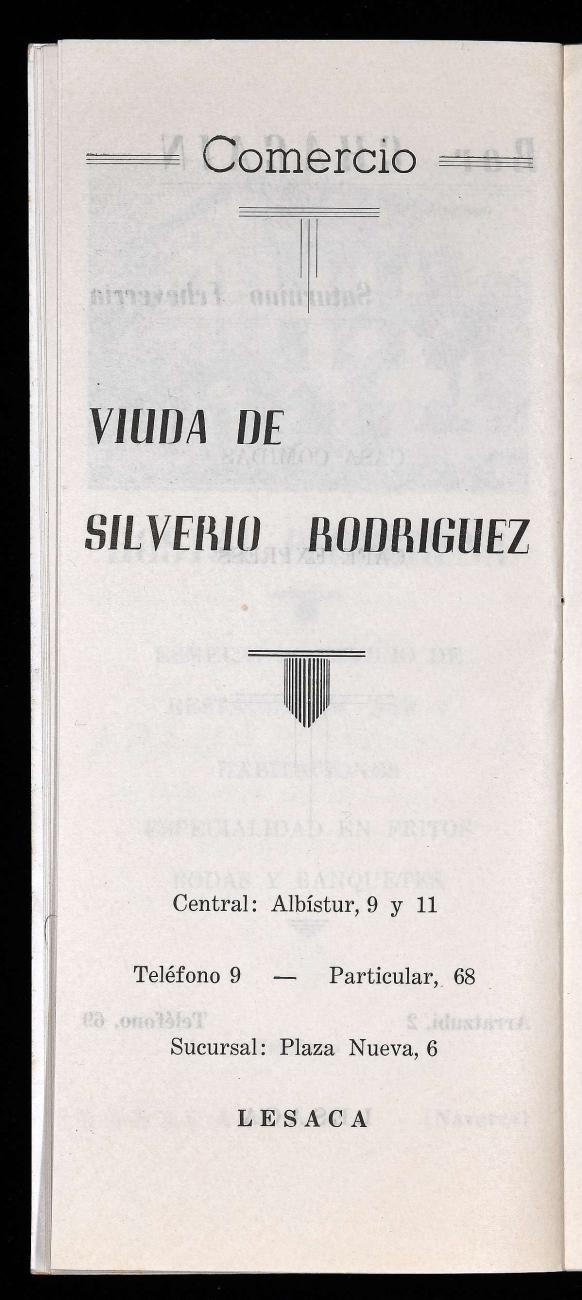 Comercio
VIUDA DE
SILVERIO RODRIGUEZ
Central: Albístur, 9 y 11
Teléfono 9 — Particular, 68
Sucursal: Plaza Nueva, 6
LESACA